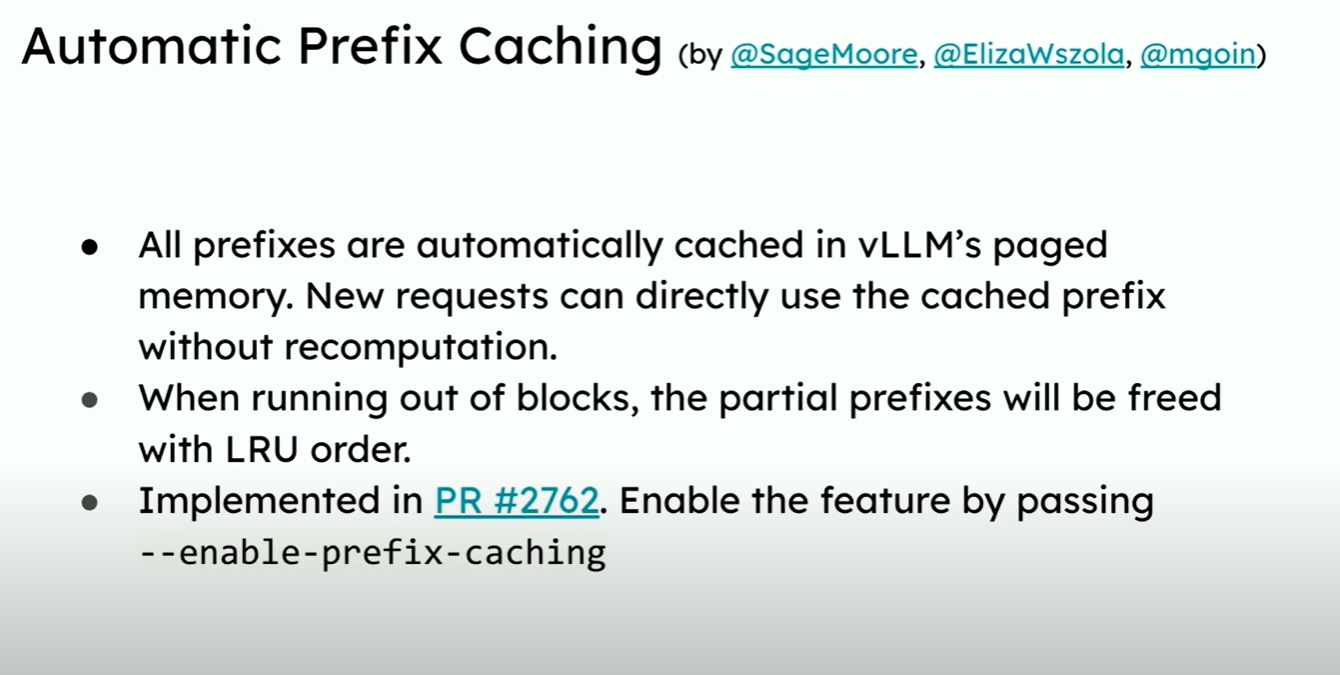 Automatic Prefix Caching (by @SageMoore, @ElizaWszola, @mgoin)
● All prefixes are automatically cached in vLLM’s paged
memory. New requests can directly use the cached prefix
without recomputation.
● When running out of blocks, the partial prefixes will be freed
with LRU order.
● Implemented in PR #2762. Enable the feature by passing
--enable-prefix-caching